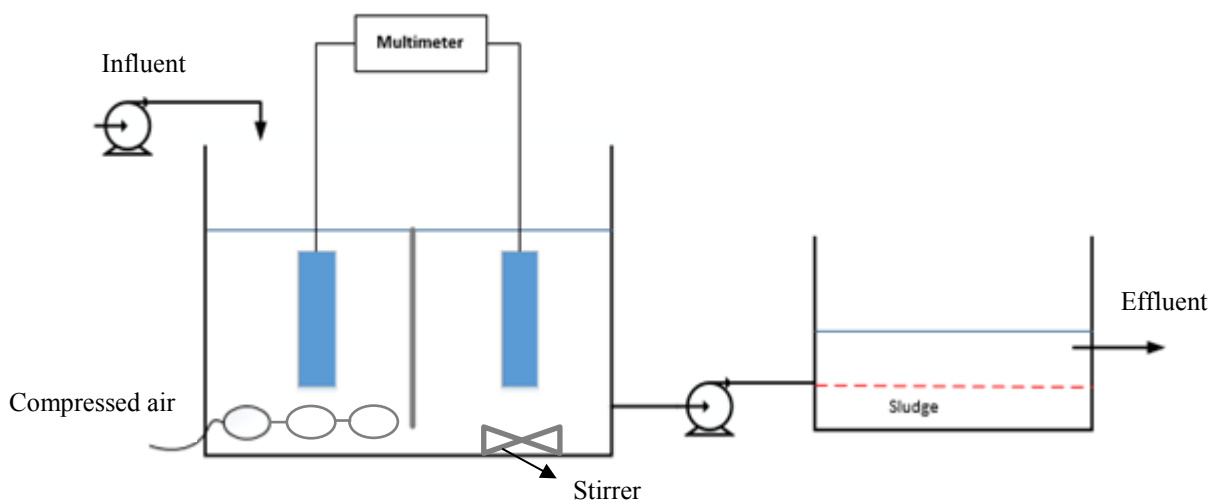 Multimeter
Influent
Effluent
Compressed air
Sludge
Stirrer